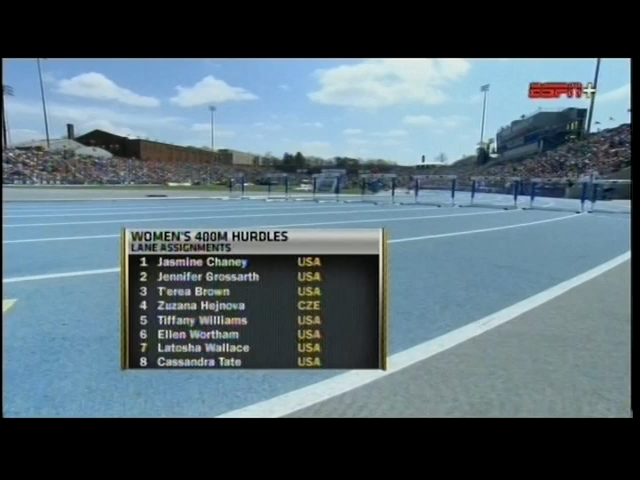 ESPN+
WOMEN'S 400M HURDLES
LANE ASSIGNMENTS
1 Jasmine Chaney USA
2 Jennifer Grossarth USA
3 T'erea Brown USA
4 Zuzana Hejnova CZE
5 Tiffany Williams USA
6 Ellen Wortham USA
7 Latosha Wallace USA
8 Cassandra Tate USA